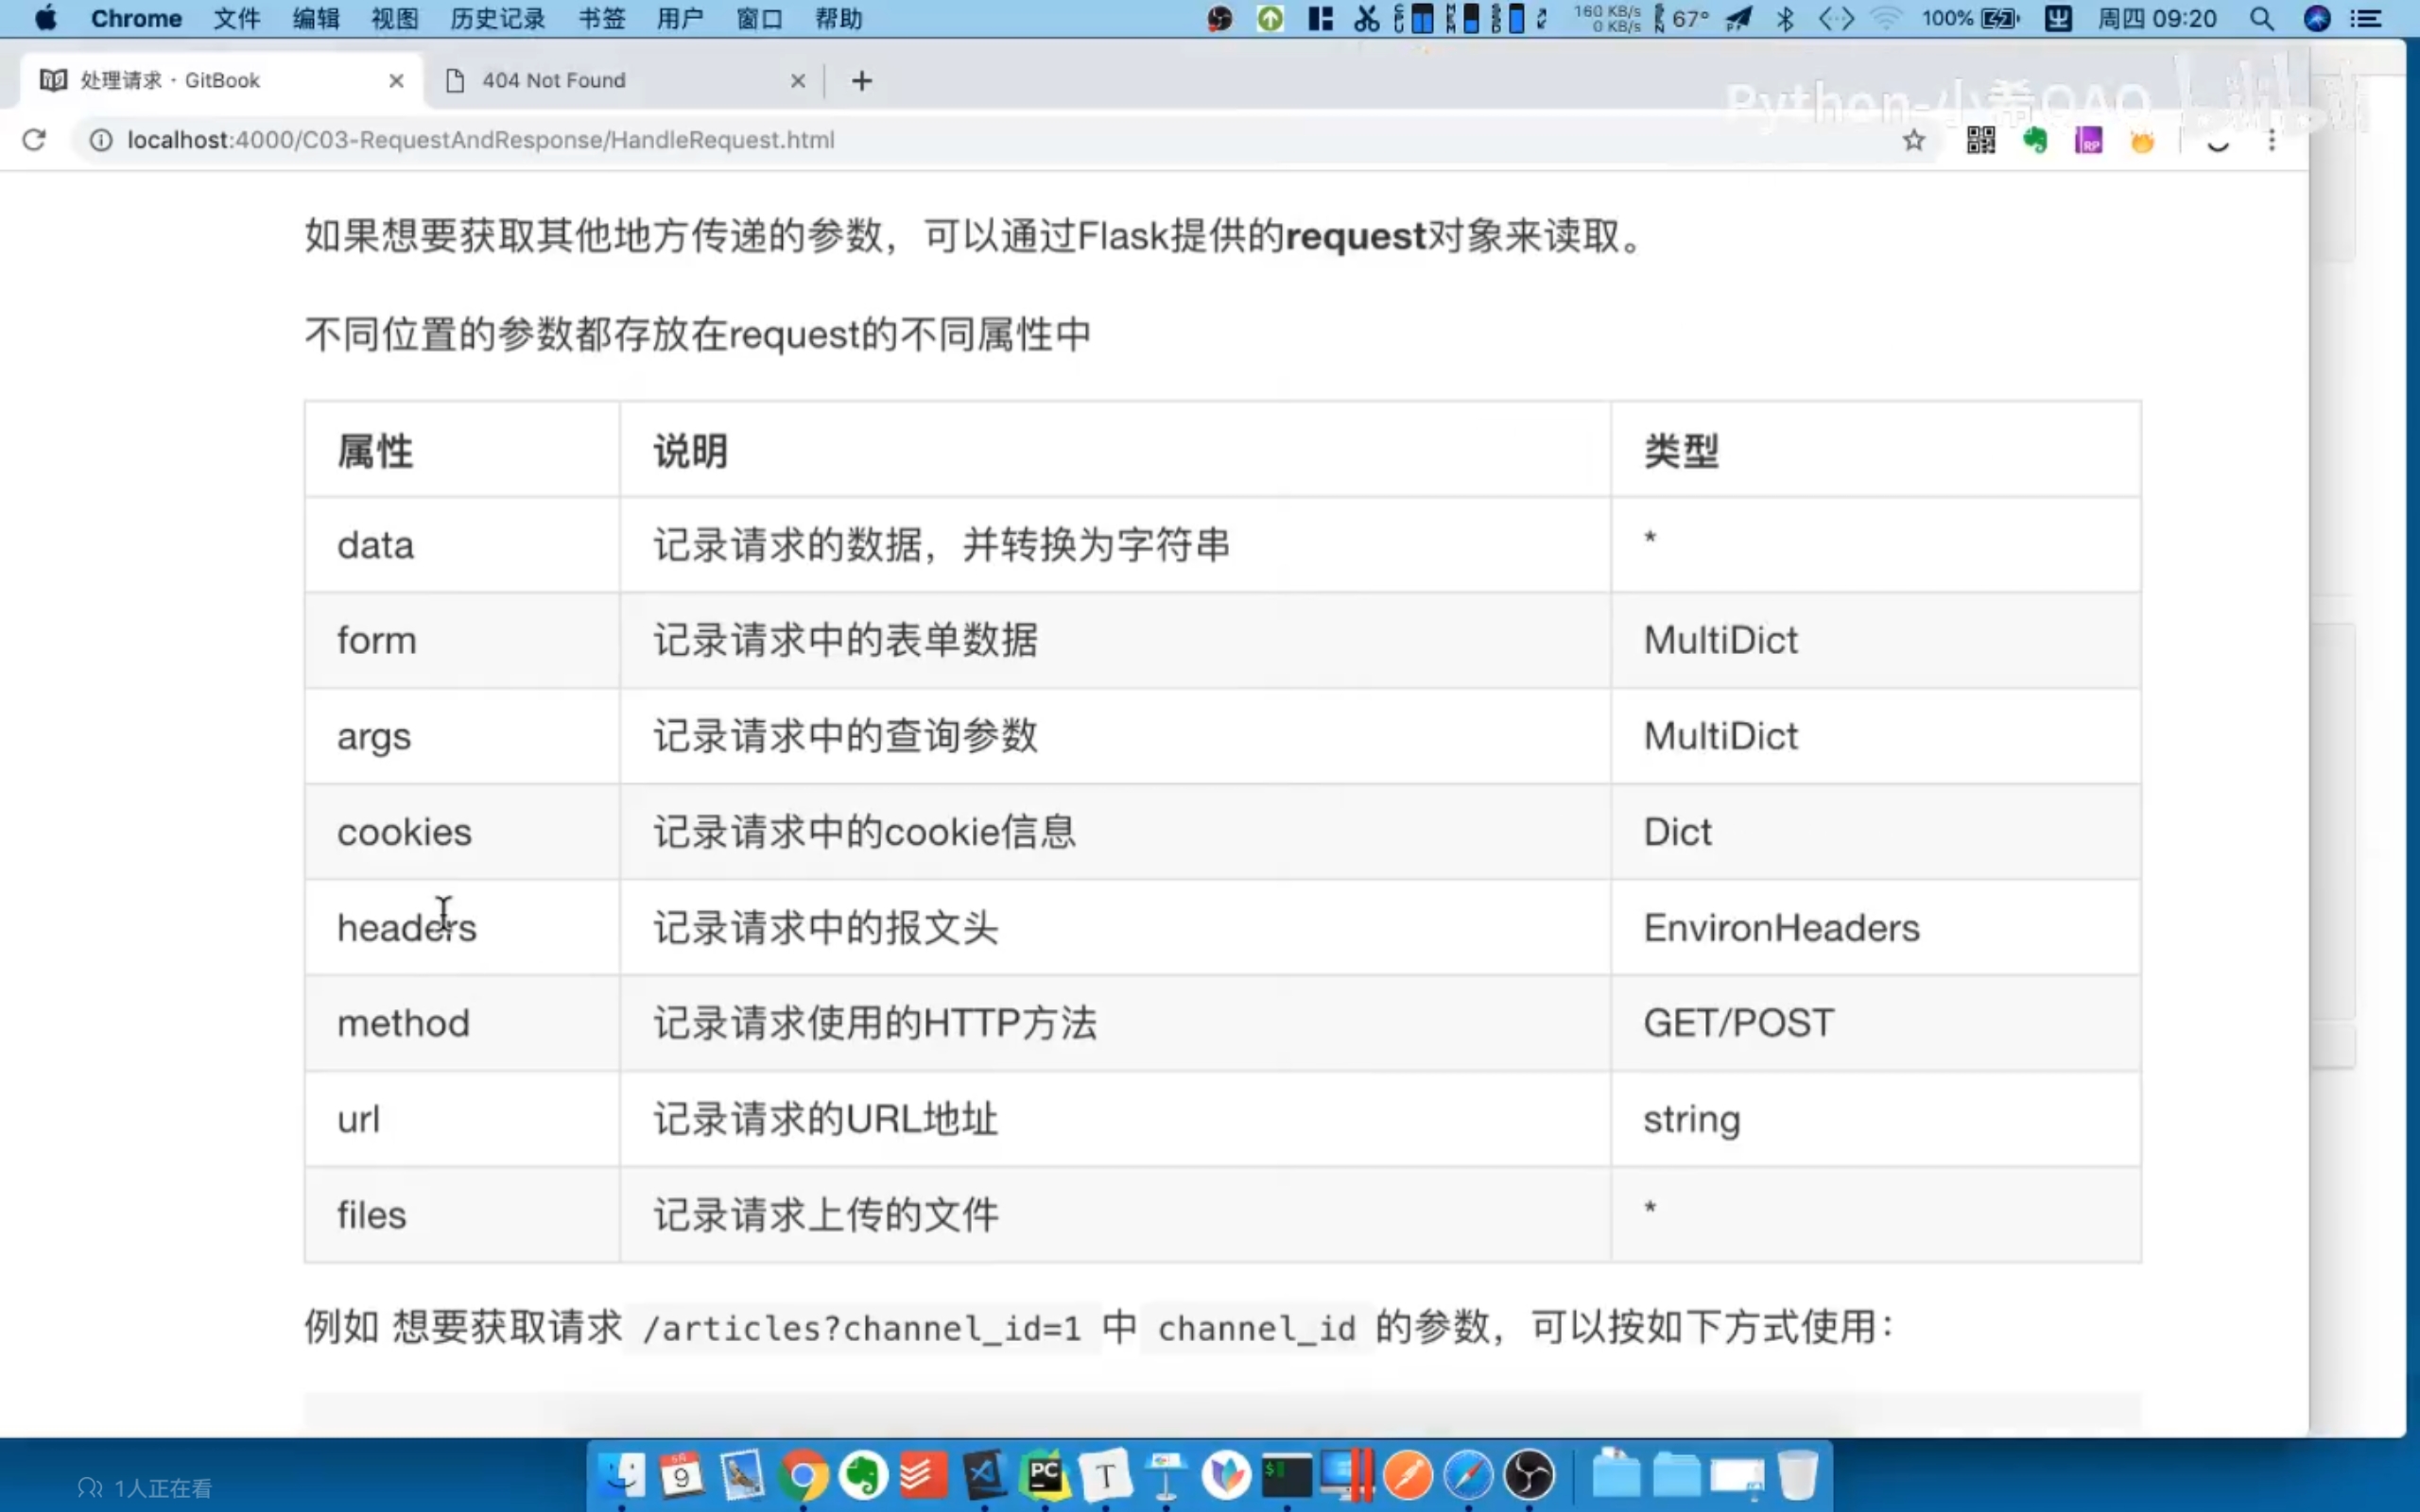 Chrome 文件 编辑 视图 历史记录 书签 用户 窗口 帮助 160 KB/s 0 KB/s 67° 100% 周四 09:20
处理请求 · GitBook 404 Not Found
Python-小希QAQ
localhost:4000/C03-RequestAndResponse/HandleRequest.html
如果想要获取其他地方传递的参数，可以通过Flask提供的request对象来读取。
不同位置的参数都存放在request的不同属性中
属性 说明 类型
data 记录请求的数据，并转换为字符串 *
form 记录请求中的表单数据 MultiDict
args 记录请求中的查询参数 MultiDict
cookies 记录请求中的cookie信息 Dict
headers 记录请求中的报文头 EnvironHeaders
method 记录请求使用的HTTP方法 GET/POST
url 记录请求的URL地址 string
files 记录请求上传的文件 *
例如 想要获取请求 /articles?channel_id=1 中 channel_id 的参数，可以按如下方式使用：
9 PC T
1人正在看